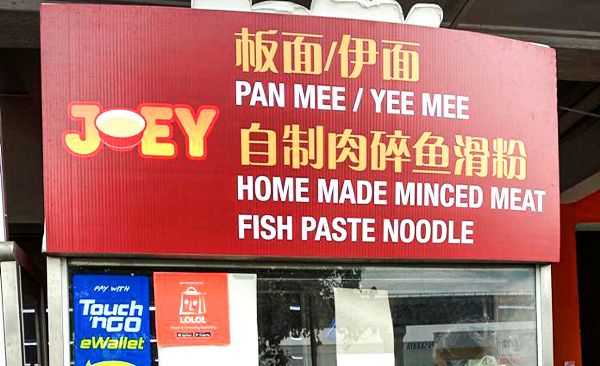 JOEY
板面/伊面
PAN MEE / YEE MEE
自制肉碎鱼滑粉
HOME MADE MINCED MEAT
FISH PASTE NOODLE
PAY WITH
Touch
'nGO
eWallet
LOLOL